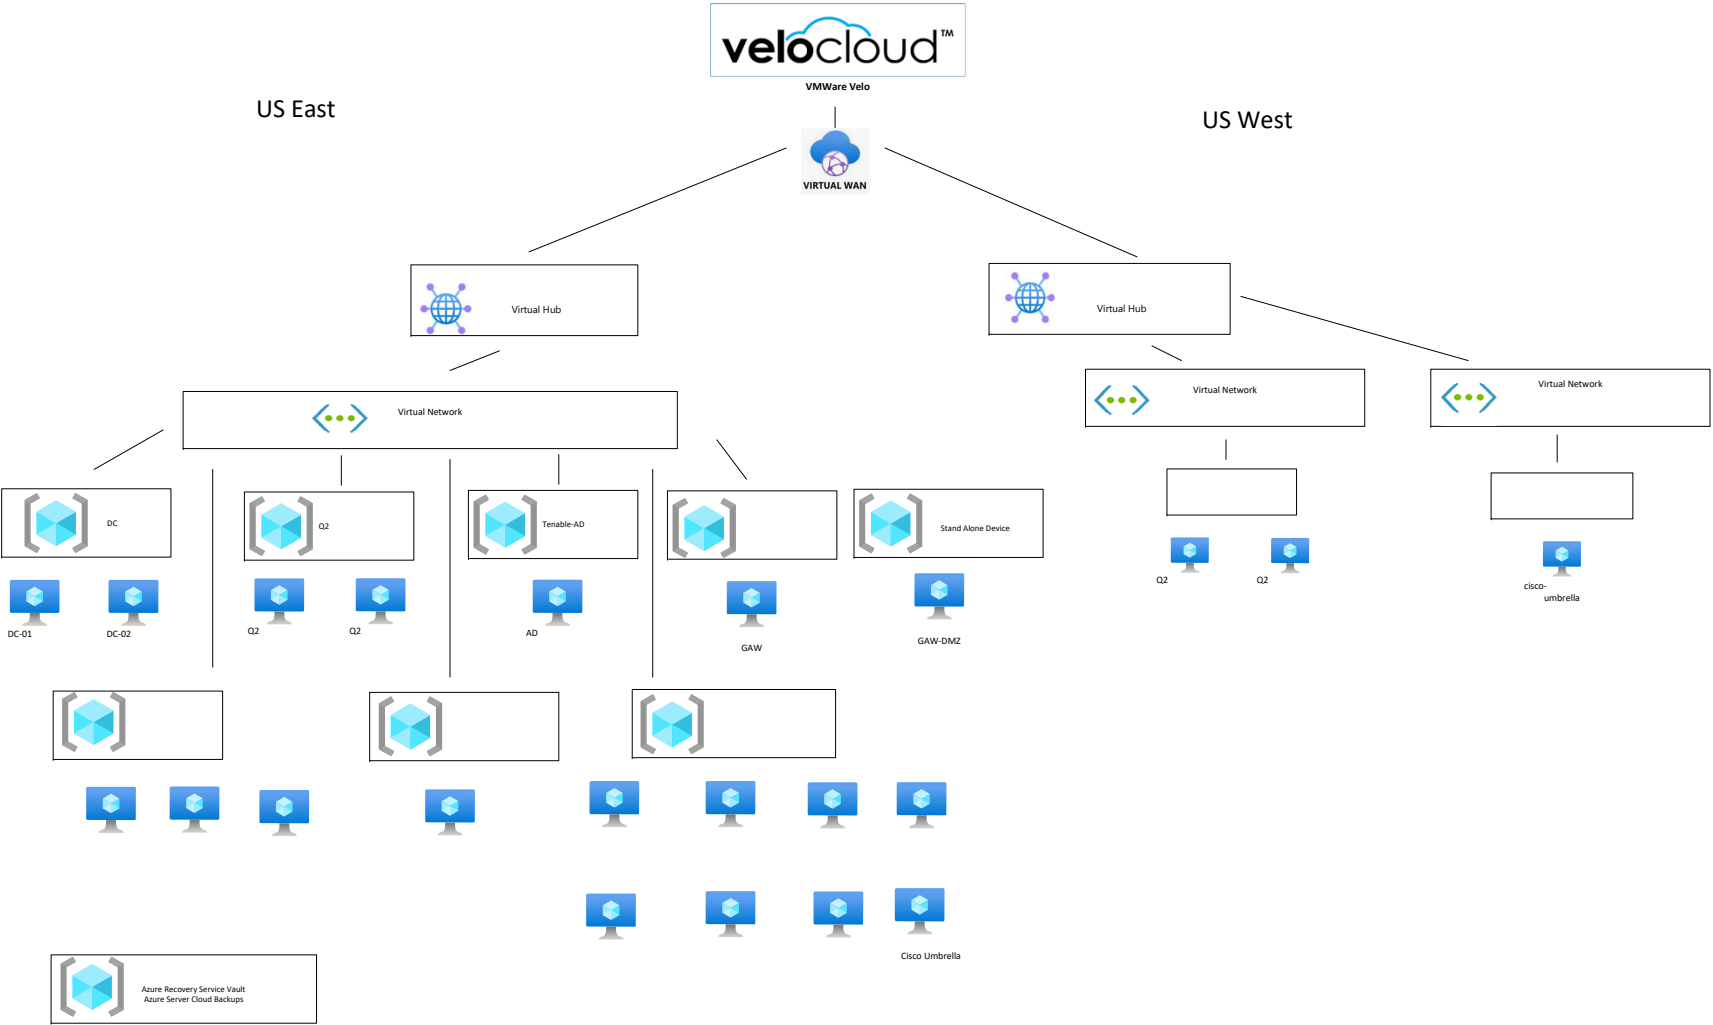 velocloud™
VMWare Velo
US East
US West
VIRTUAL WAN
Virtual Hub
Virtual Hub
Virtual Network
Virtual Network
Virtual Network
DC
Q2
Tenable-AD
Stand Alone Device
DC-01
DC-02
Q2
Q2
AD
GAW
GAW-DMZ
Q2
Q2
cisco-
umbrella
Cisco Umbrella
Azure Recovery Service Vault
Azure Server Cloud Backups